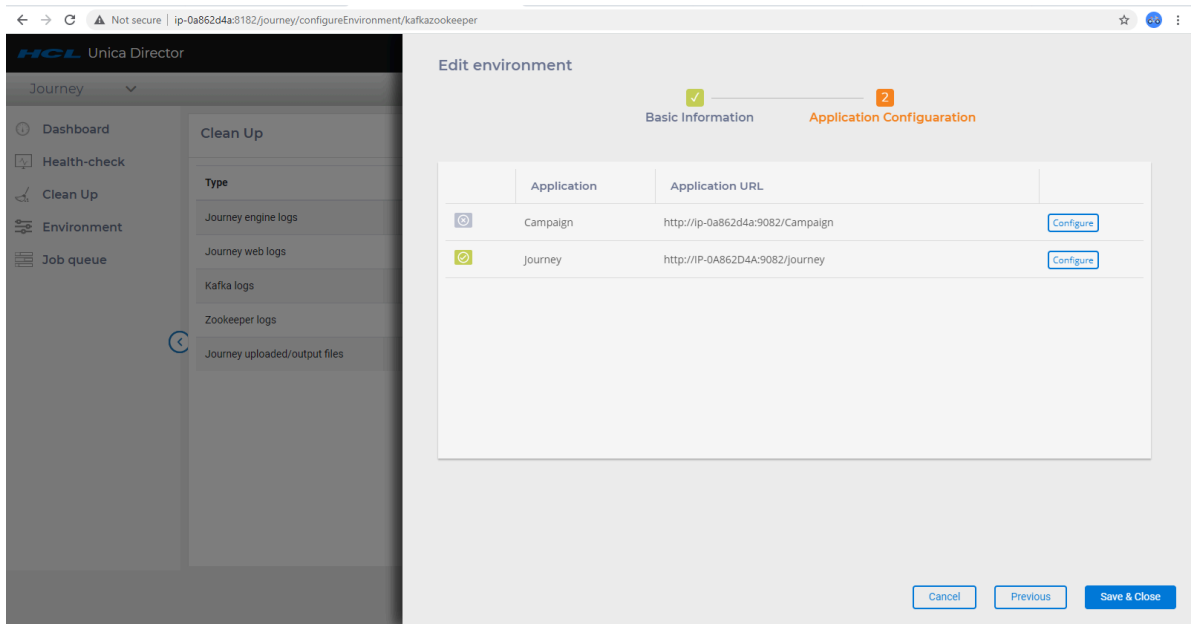 Not secure | ip-0a862d4a:8182/journey/configureEnvironment/kafkazookeeper
HCL Unica Director
Journey
Dashboard
Health-check
Clean Up
Environment
Job queue
Clean Up
Type
Journey engine logs
Journey web logs
Kafka logs
Zookeeper logs
Journey uploaded/output files
Edit environment
2
Basic Information Application Configuaration
Application Application URL
Campaign http://ip-0a862d4a:9082/Campaign Configure
Journey http://IP-0A862D4A:9082/journey Configure
Cancel Previous Save & Close